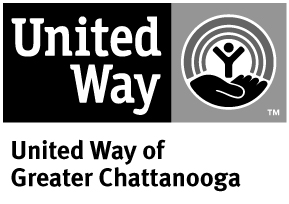 United
Way
TM
United Way of
Greater Chattanooga